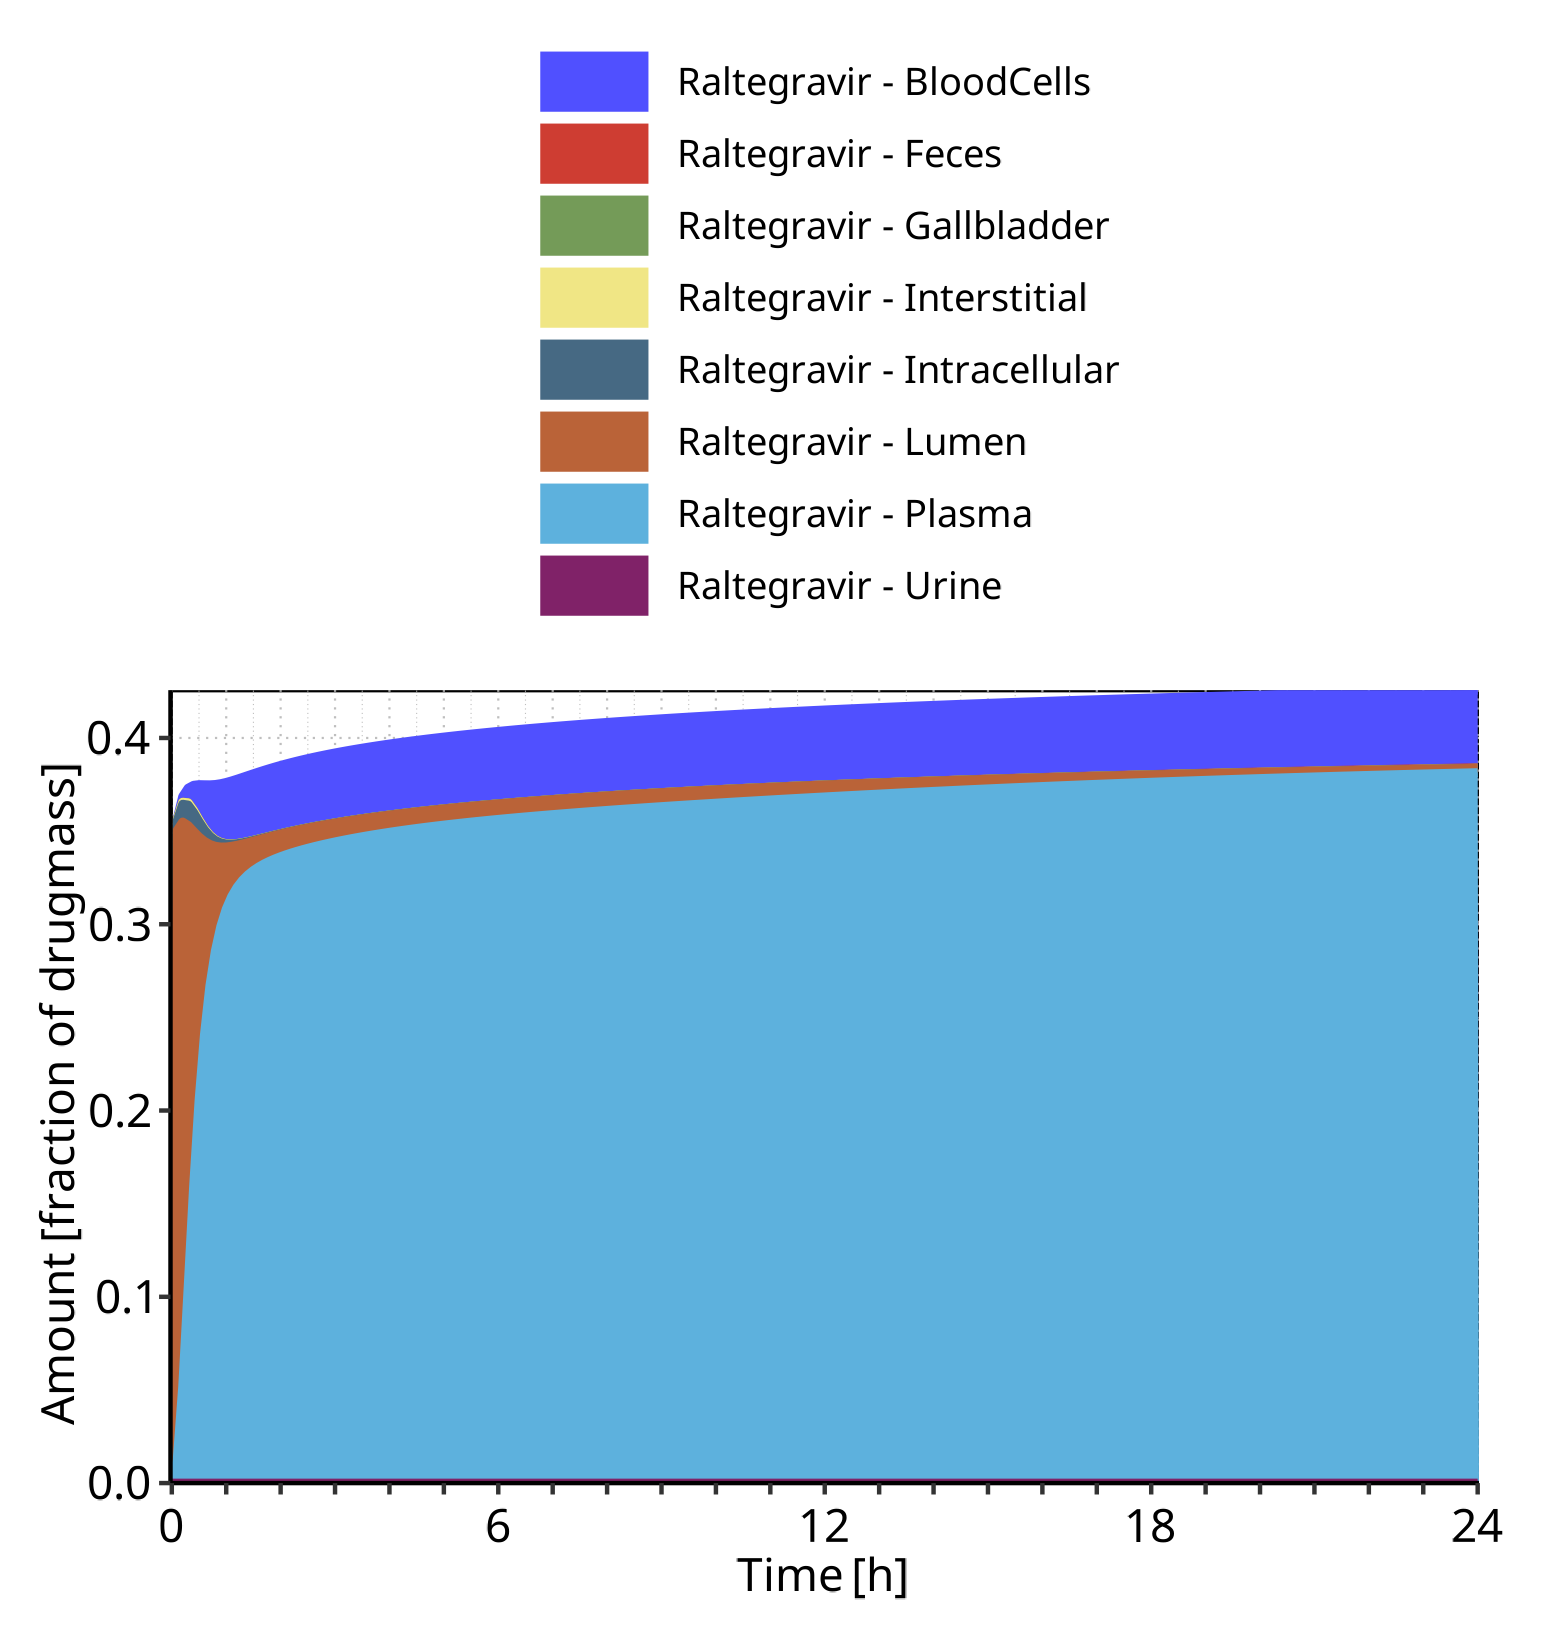 Raltegravir - BloodCells
Raltegravir - Feces
Raltegravir - Gallbladder
Raltegravir - Interstitial
Raltegravir - Intracellular
Raltegravir - Lumen
Raltegravir - Plasma
Raltegravir - Urine
Amount [fraction of drugmass]
0.4
0.3
0.2
0.1
0.0
0 6 12 18 24
Time [h]